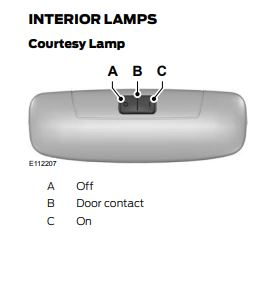 INTERIOR LAMPS
Courtesy Lamp
A B C
E112207
A Off
B Door contact
C On